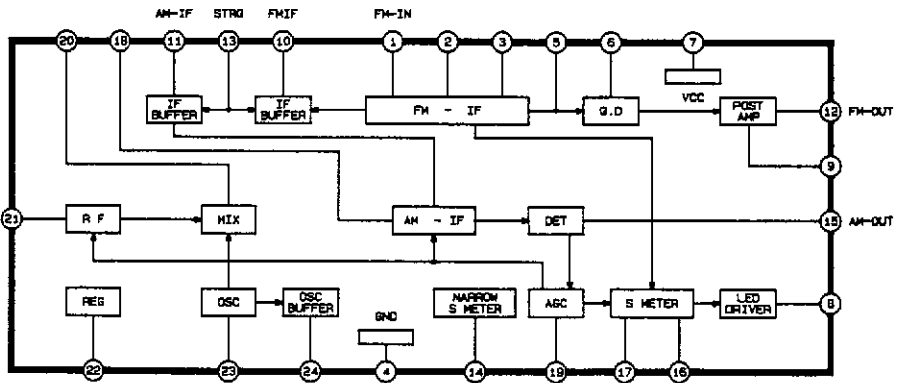 AM-IF STRQ FMIF FM-IN
20 18 11 13 10 1 2 3 5 6 7
VCC
IF BUFFER IF BUFFER FM - IF Q.D POST AMP 12 FM-OUT
9
21 R F MIX AM - IF DET 15 AM-OUT
REG OSC OSC BUFFER GND NARROW S METER AGC S METER LED DRIVER 8
22 23 24 4 14 19 17 16